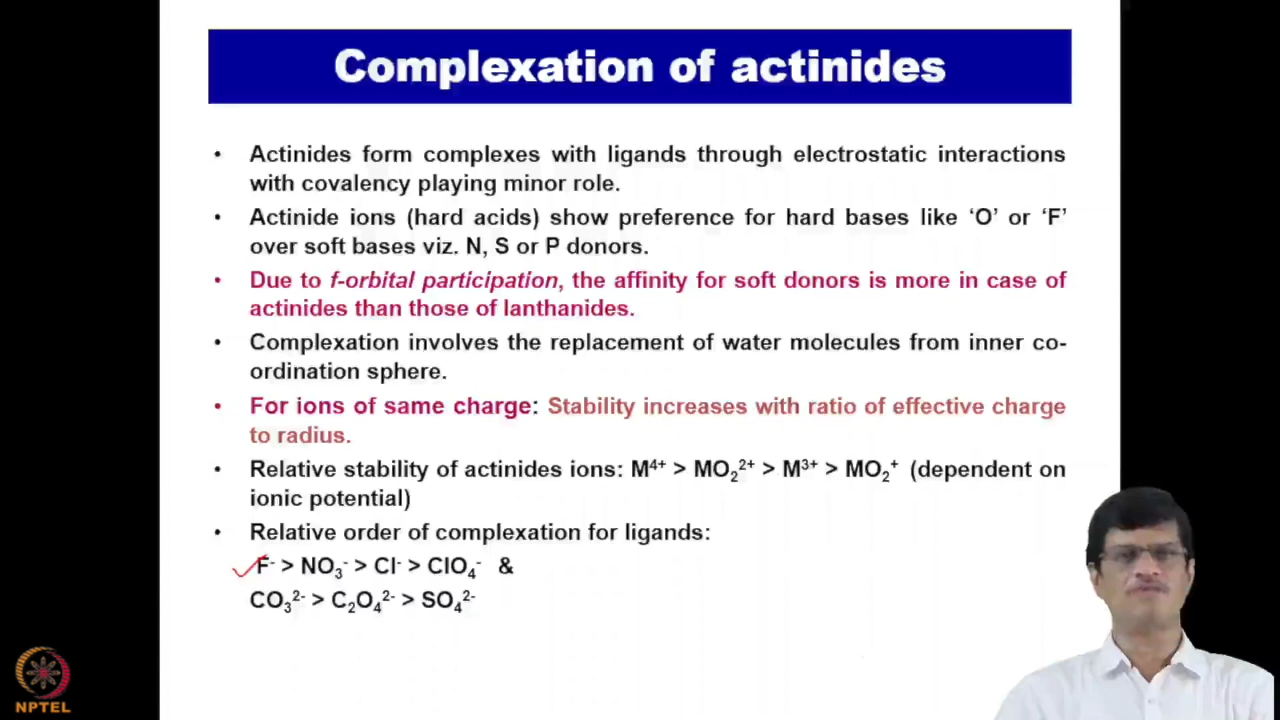 Complexation of actinides
• Actinides form complexes with ligands through electrostatic interactions
with covalency playing minor role.
• Actinide ions (hard acids) show preference for hard bases like ‘O’ or ‘F’
over soft bases viz. N, S or P donors.
• Due to f-orbital participation, the affinity for soft donors is more in case of
actinides than those of lanthanides.
• Complexation involves the replacement of water molecules from inner co-
ordination sphere.
• For ions of same charge: Stability increases with ratio of effective charge
to radius.
• Relative stability of actinides ions: M⁴⁺ > MO₂²⁺ > M³⁺ > MO₂⁺ (dependent on
ionic potential)
• Relative order of complexation for ligands:
F⁻ > NO₃⁻ > Cl⁻ > ClO₄⁻ &
CO₃²⁻ > C₂O₄²⁻ > SO₄²⁻
NPTEL